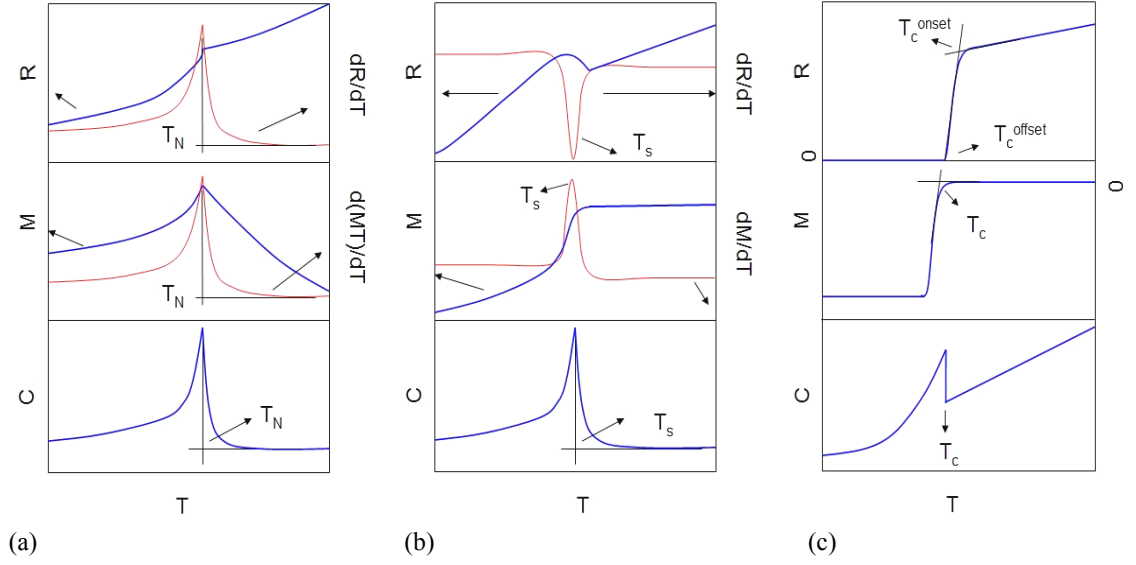 R
T_N
dR/dT
M
T_N
d(MT)/dT
C
T_N
T
(a)
R
T_s
dR/dT
T_s
M
dM/dT
C
T_s
T
(b)
T_c^onset
R
T_c^offset
0
M
T_c
0
C
T_c
T
(c)